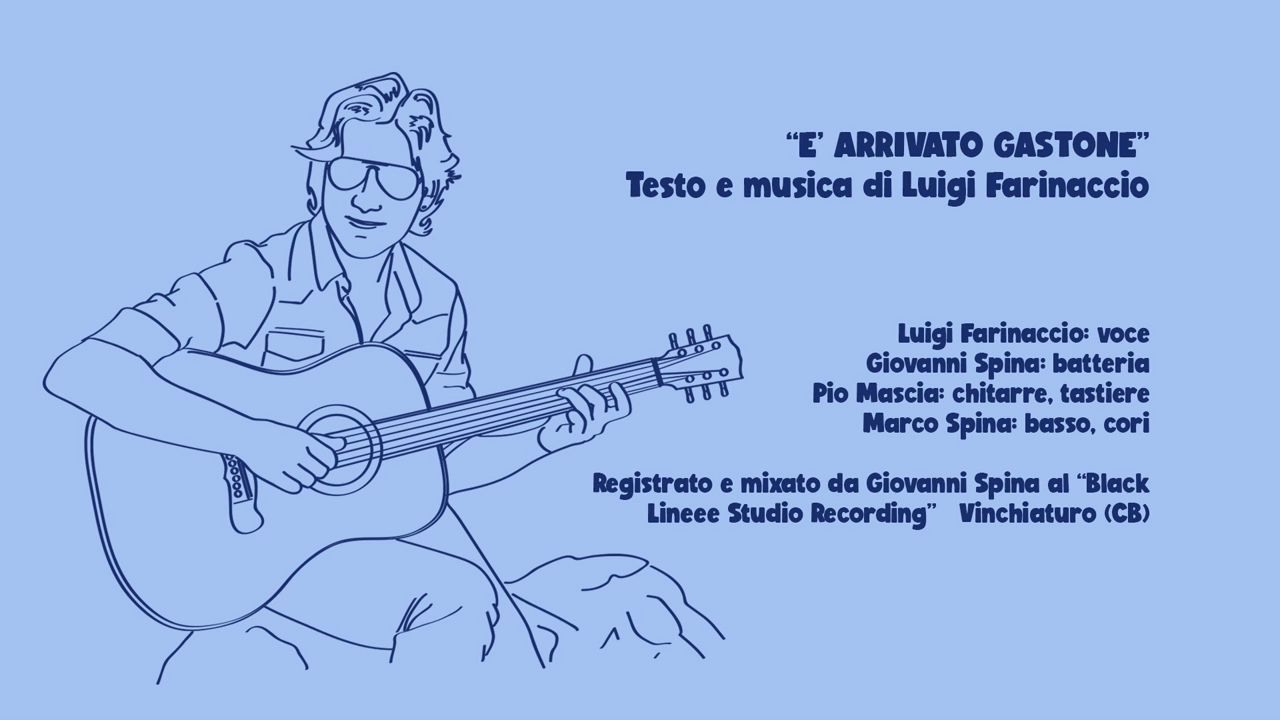 “E’ ARRIVATO GASTONE”
Testo e musica di Luigi Farinaccio
Luigi Farinaccio: voce
Giovanni Spina: batteria
Pio Mascia: chitarre, tastiere
Marco Spina: basso, cori
Registrato e mixato da Giovanni Spina al “Black
Lineee Studio Recording” Vinchiaturo (CB)